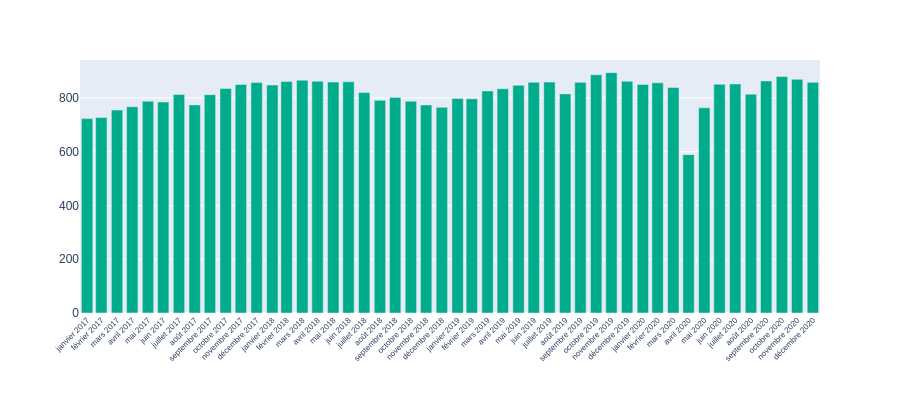 800
600
400
200
0
janvier 2017
février 2017
mars 2017
avril 2017
mai 2017
juin 2017
juillet 2017
août 2017
septembre 2017
octobre 2017
novembre 2017
décembre 2017
janvier 2018
février 2018
mars 2018
avril 2018
mai 2018
juin 2018
juillet 2018
août 2018
septembre 2018
octobre 2018
novembre 2018
décembre 2018
janvier 2019
février 2019
mars 2019
avril 2019
mai 2019
juin 2019
juillet 2019
août 2019
septembre 2019
octobre 2019
novembre 2019
décembre 2019
janvier 2020
février 2020
mars 2020
avril 2020
mai 2020
juin 2020
juillet 2020
août 2020
septembre 2020
octobre 2020
novembre 2020
décembre 2020